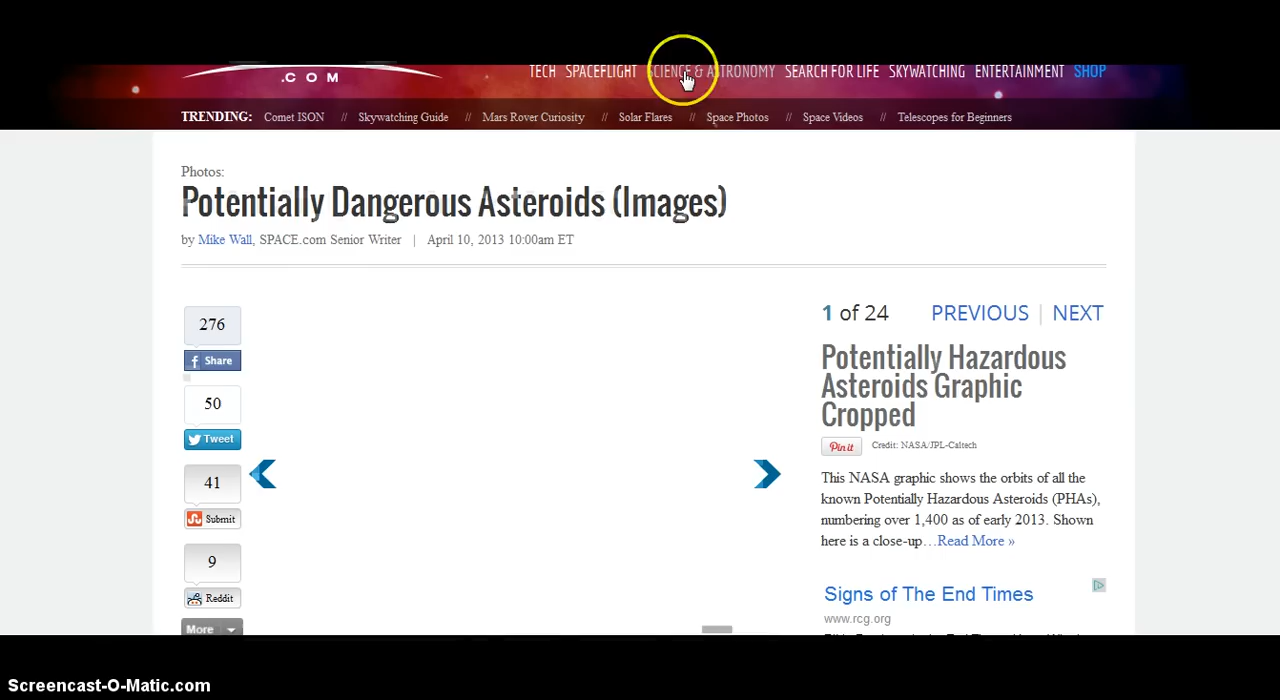 .COM
TECH SPACEFLIGHT SCIENCE & ASTRONOMY SEARCH FOR LIFE SKYWATCHING ENTERTAINMENT SHOP
TRENDING: Comet ISON // Skywatching Guide // Mars Rover Curiosity // Solar Flares // Space Photos // Space Videos // Telescopes for Beginners
Photos:
Potentially Dangerous Asteroids (Images)
by Mike Wall, SPACE.com Senior Writer | April 10, 2013 10:00am ET
276
f Share
50
Tweet
41
Submit
9
Reddit
More
1 of 24 PREVIOUS | NEXT
Potentially Hazardous
Asteroids Graphic
Cropped
Pin it Credit: NASA/JPL-Caltech
This NASA graphic shows the orbits of all the
known Potentially Hazardous Asteroids (PHAs),
numbering over 1,400 as of early 2013. Shown
here is a close-up…Read More »
Signs of The End Times
www.rcg.org
Screencast-O-Matic.com